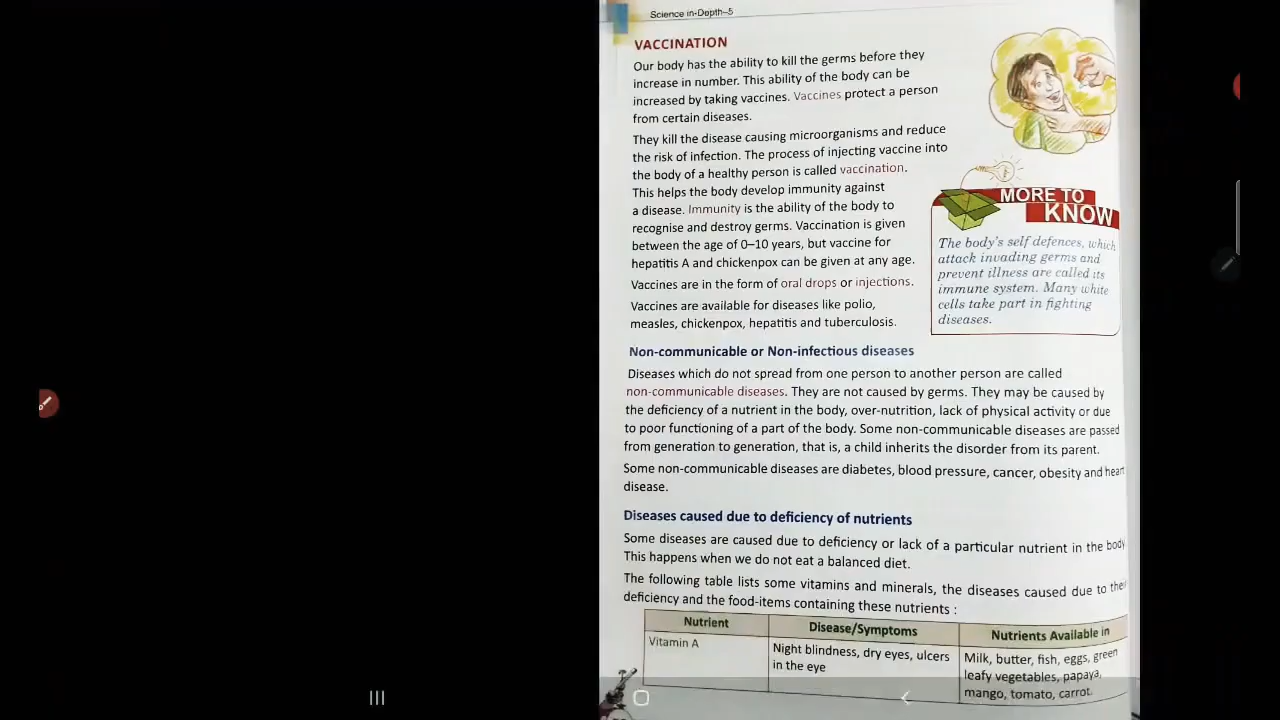 Science in-Depth–5
VACCINATION
Our body has the ability to kill the germs before they
increase in number. This ability of the body can be
increased by taking vaccines. Vaccines protect a person
from certain diseases.
They kill the disease causing microorganisms and reduce
the risk of infection. The process of injecting vaccine into
the body of a healthy person is called vaccination.
This helps the body develop immunity against
a disease. Immunity is the ability of the body to
recognise and destroy germs. Vaccination is given
between the age of 0–10 years, but vaccine for
hepatitis A and chickenpox can be given at any age.
Vaccines are in the form of oral drops or injections.
Vaccines are available for diseases like polio,
measles, chickenpox, hepatitis and tuberculosis.
MORE TO
KNOW
The body's self defences, which
attack invading germs and
prevent illness are called its
immune system. Many white
cells take part in fighting
diseases.
Non-communicable or Non-infectious diseases
Diseases which do not spread from one person to another person are called
non-communicable diseases. They are not caused by germs. They may be caused by
the deficiency of a nutrient in the body, over-nutrition, lack of physical activity or due
to poor functioning of a part of the body. Some non-communicable diseases are passed
from generation to generation, that is, a child inherits the disorder from its parent.
Some non-communicable diseases are diabetes, blood pressure, cancer, obesity and heart
disease.
Diseases caused due to deficiency of nutrients
Some diseases are caused due to deficiency or lack of a particular nutrient in the body.
This happens when we do not eat a balanced diet.
The following table lists some vitamins and minerals, the diseases caused due to
deficiency and the food-items containing these nutrients :
Nutrient
Disease/Symptoms
Nutrients Available in
Vitamin A
Night blindness, dry eyes, ulcers
in the eye
Milk, butter, fish, eggs, green
leafy vegetables, papaya,
mango, tomato, carrot.